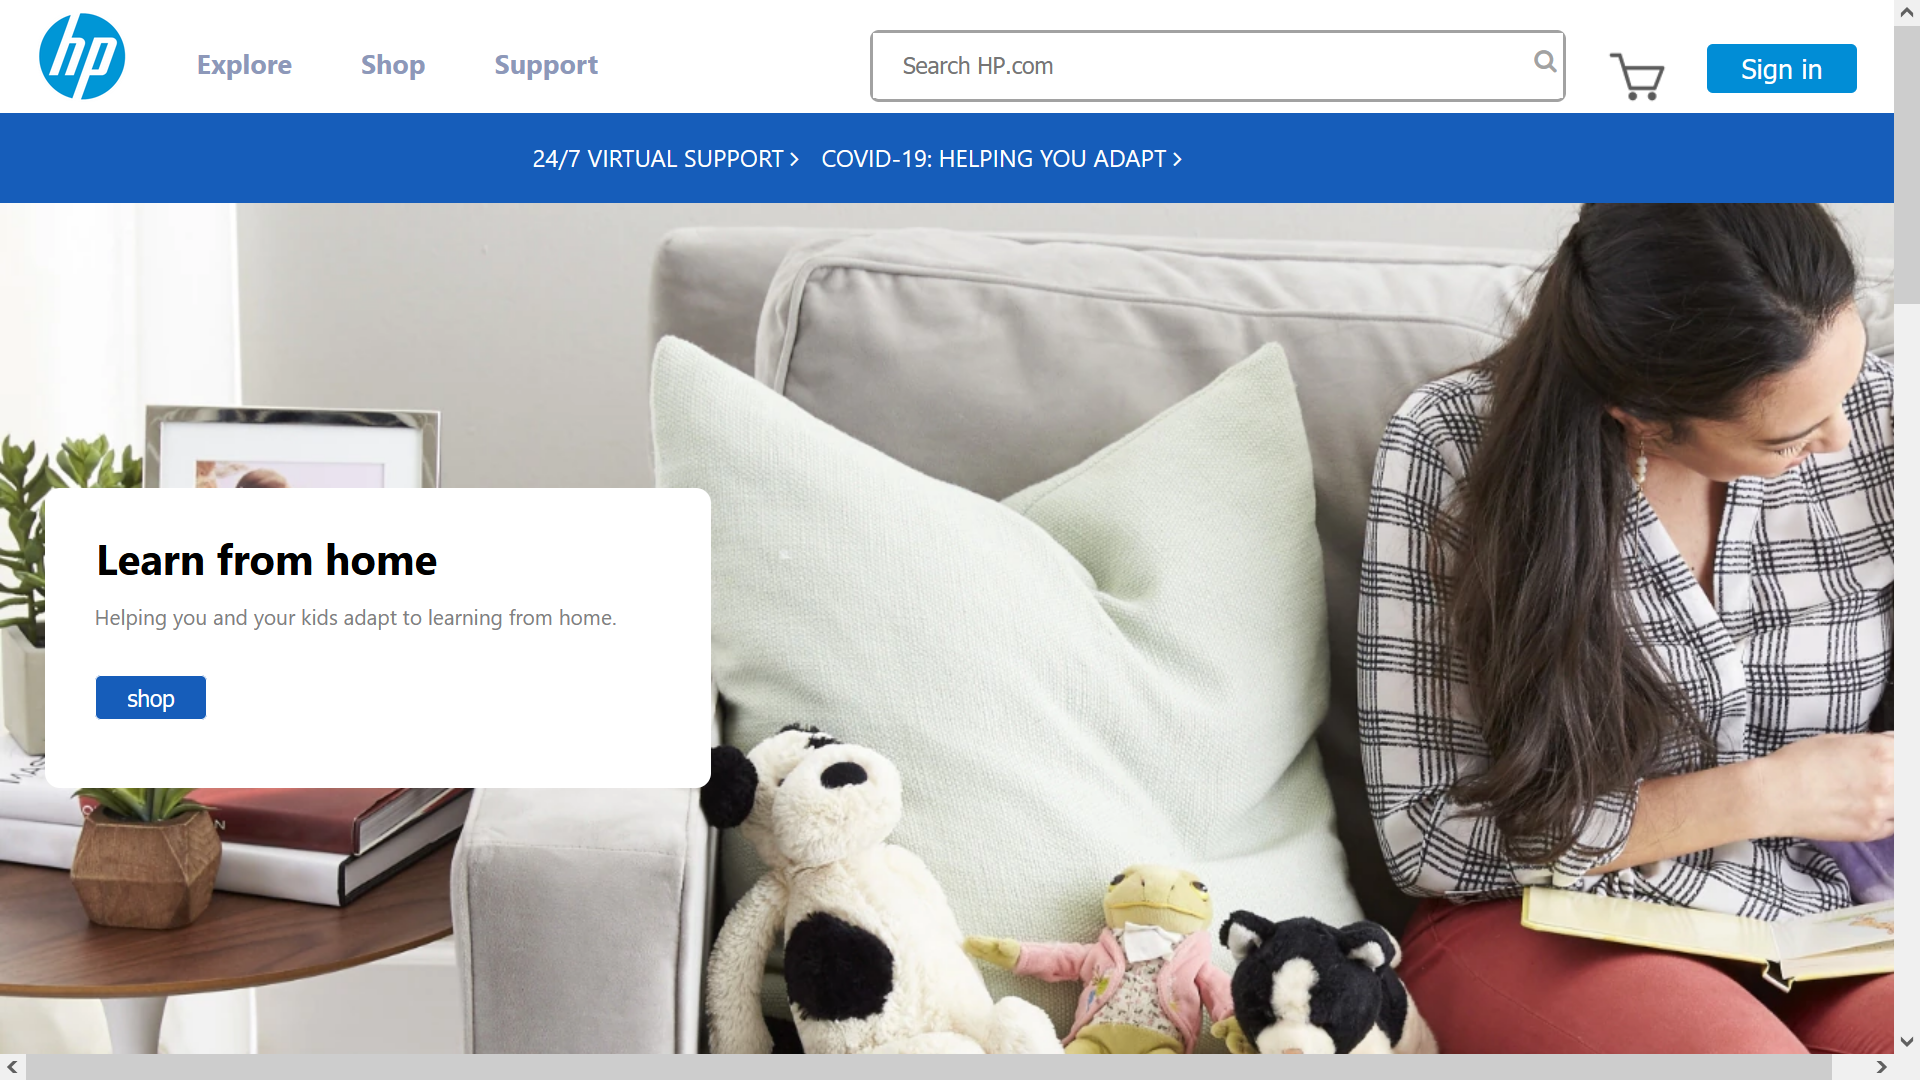 hp
Explore Shop Support
Search HP.com
Sign in
24/7 VIRTUAL SUPPORT > COVID-19: HELPING YOU ADAPT >
Learn from home
Helping you and your kids adapt to learning from home.
shop